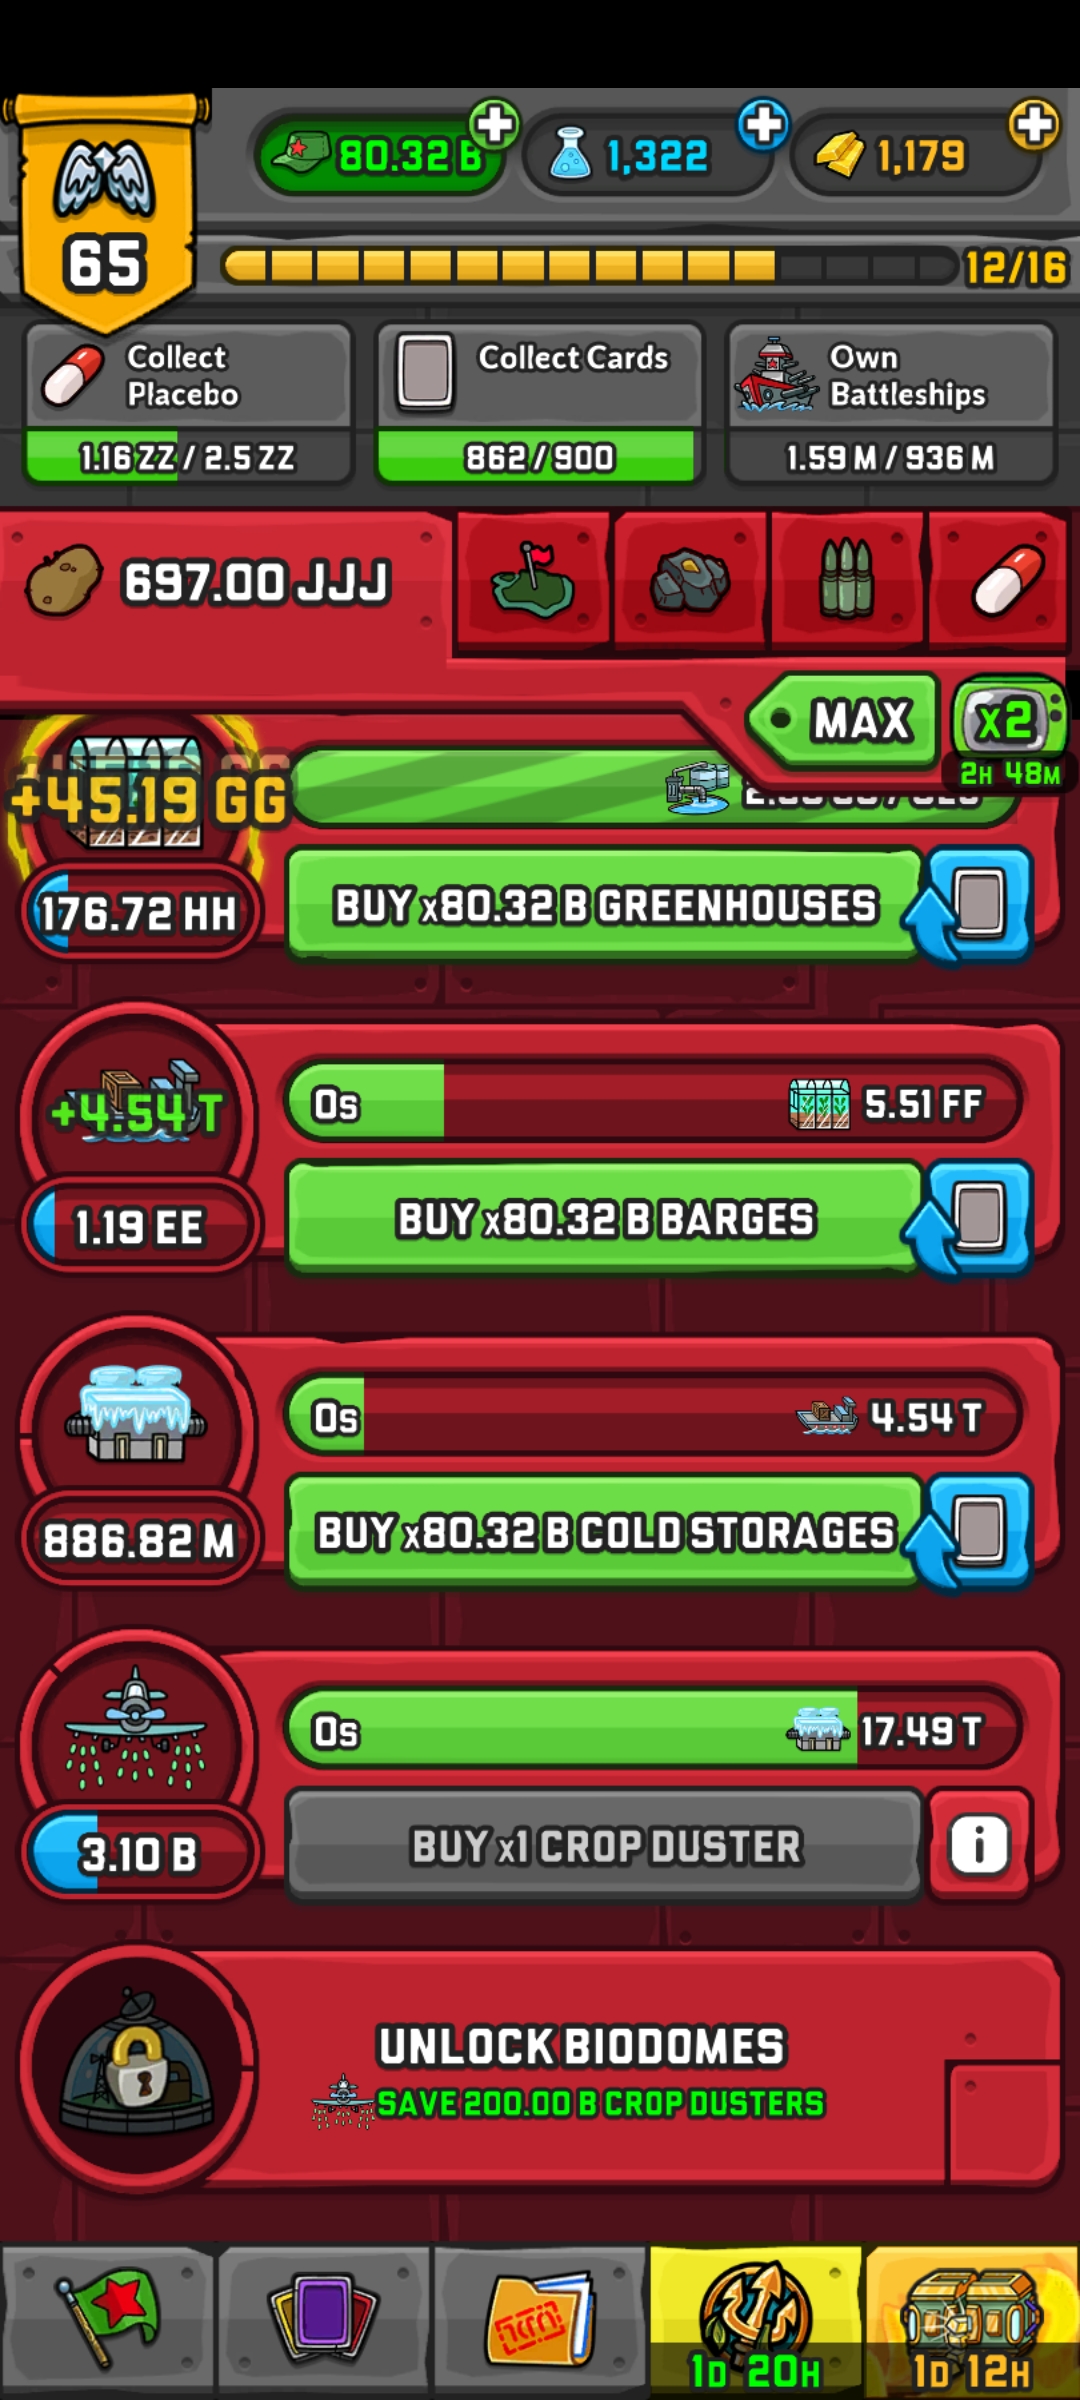 65
80.32 B
1,322
1,179
12/16
Collect
Placebo
1.16 ZZ / 2.5 ZZ
Collect Cards
862/900
Own
Battleships
1.59 M / 936 M
697.00 JJJ
MAX
x2
2H 48M
+45.19 GG
176.72 HH
BUY x80.32 B GREENHOUSES
+4.54 T
0s
5.51 FF
1.19 EE
BUY x80.32 B BARGES
0s
4.54 T
886.82 M
BUY x80.32 B COLD STORAGES
0s
17.49 T
3.10 B
BUY x1 CROP DUSTER
i
UNLOCK BIODOMES
SAVE 200.00 B CROP DUSTERS
1D 20H
1D 12H